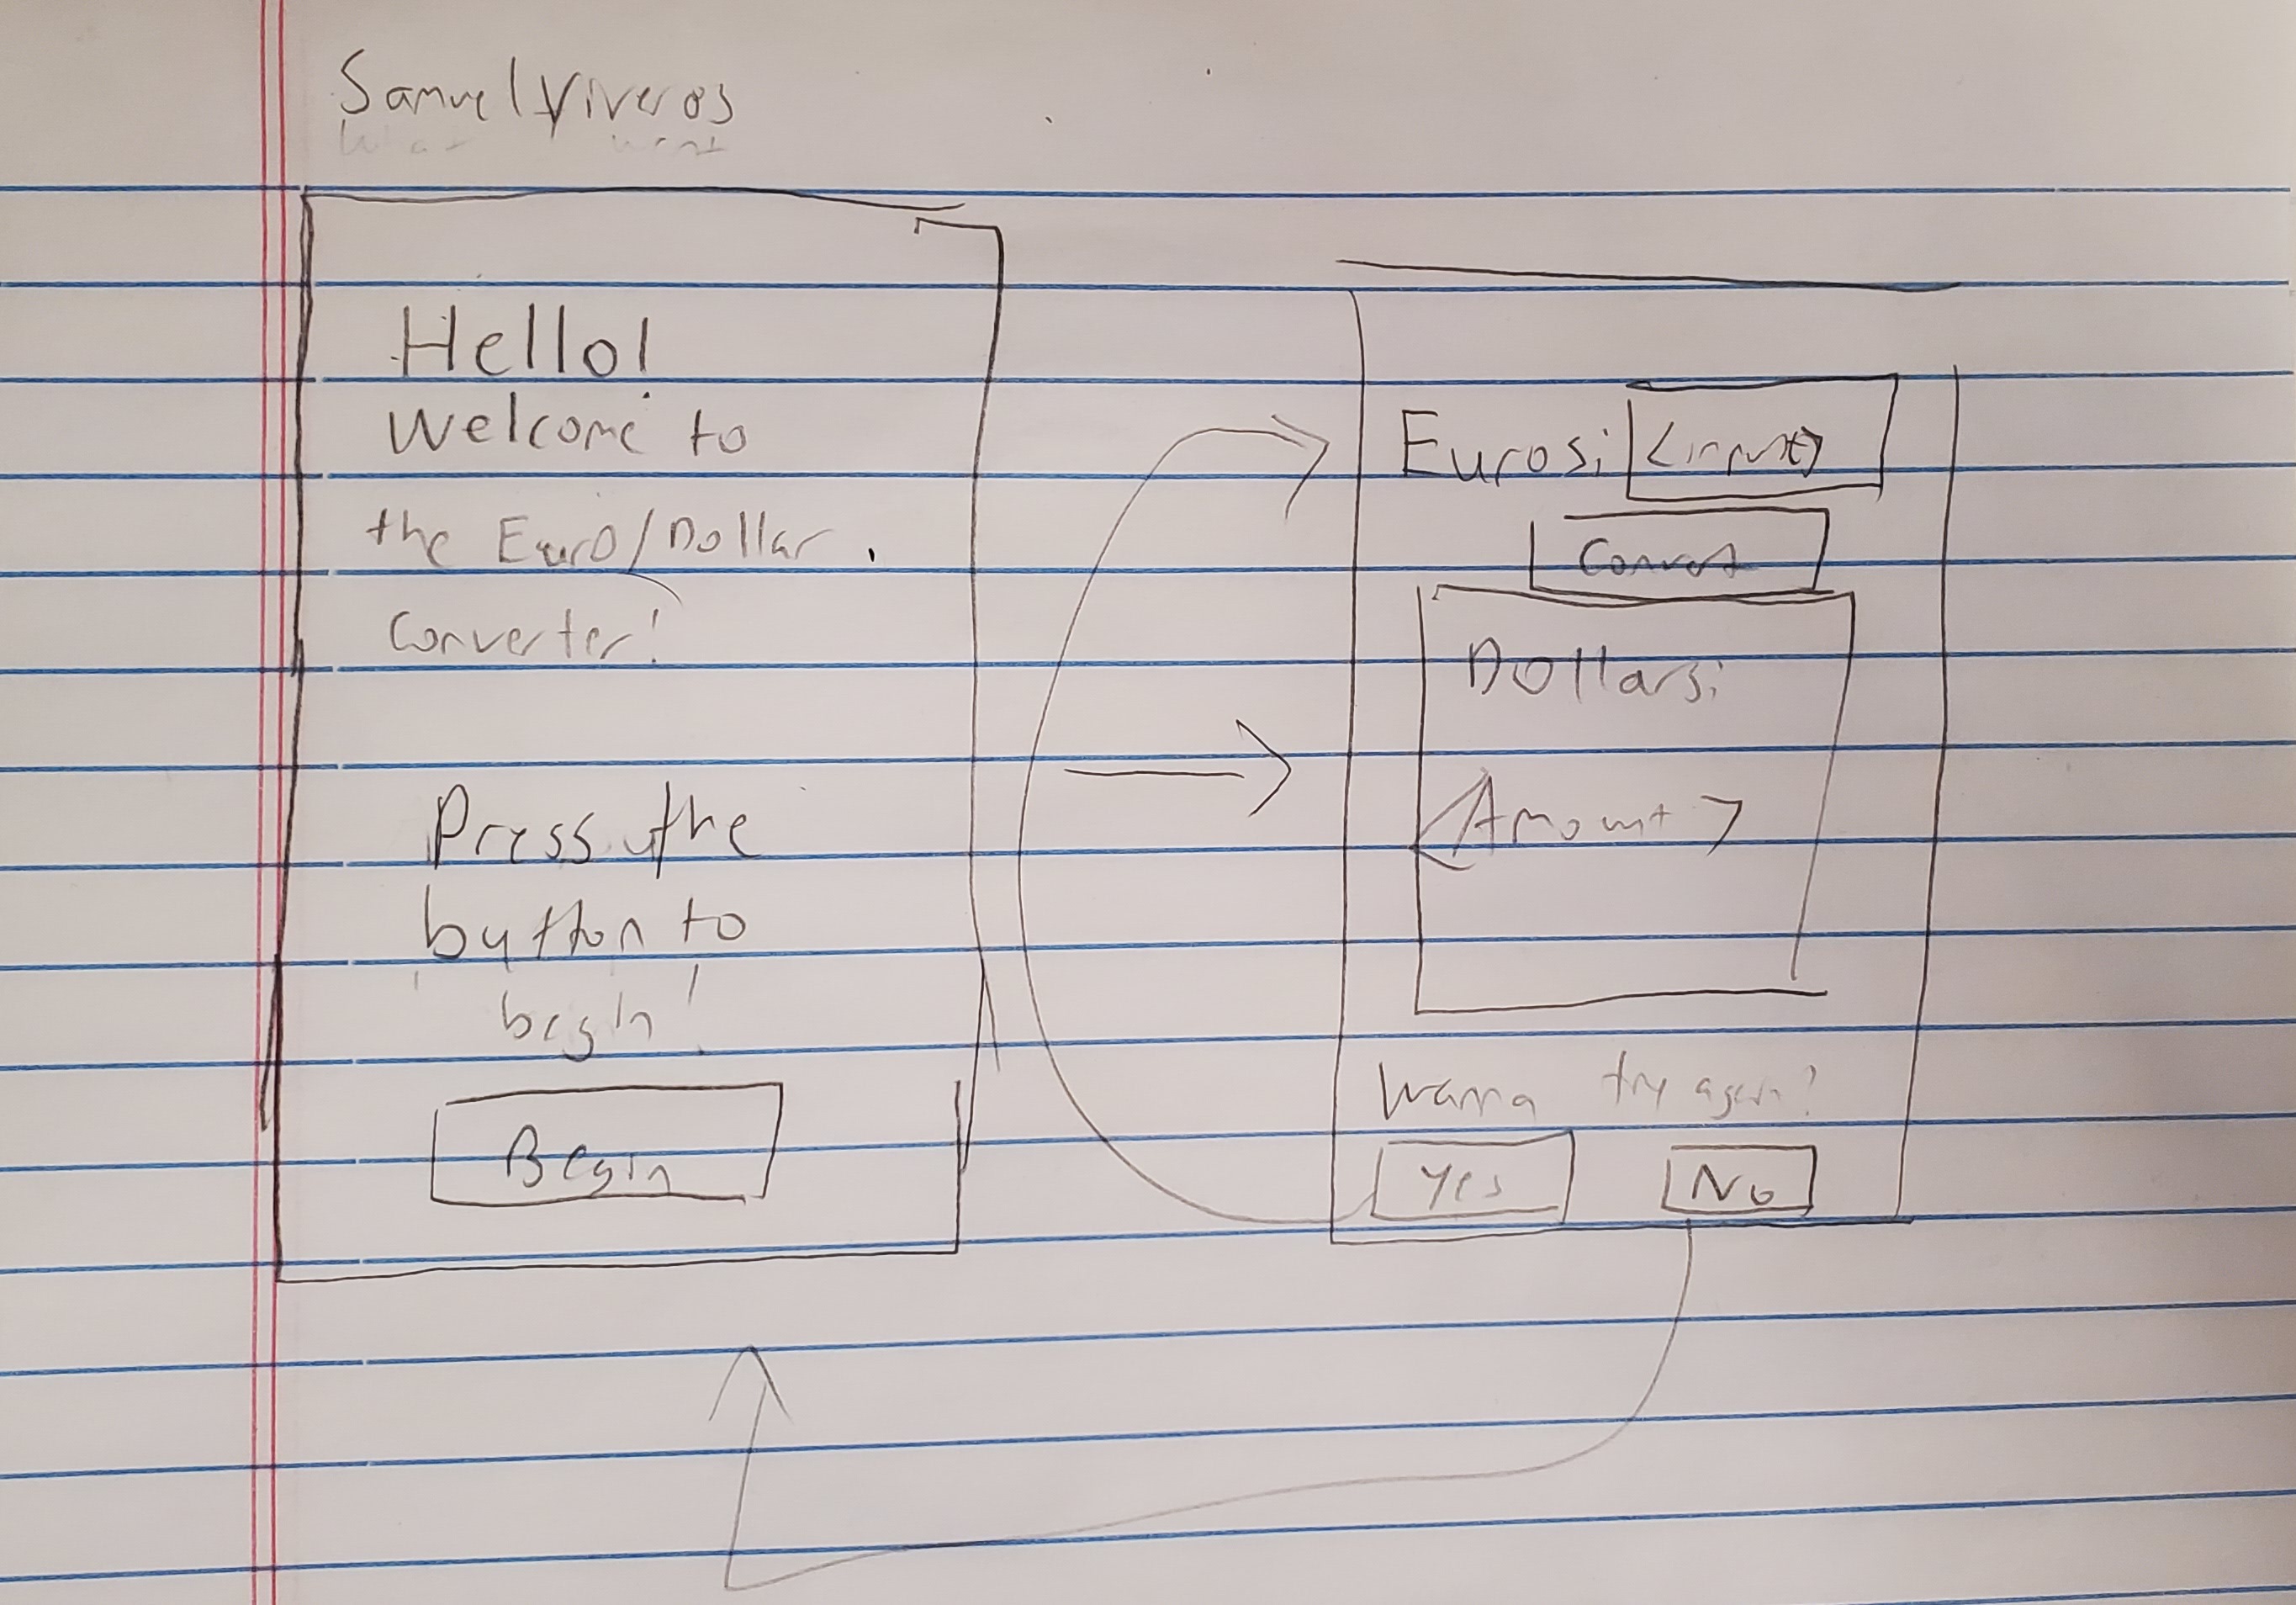 Samuel Viveros
Hello!
Welcome to
the Euro/Dollar
Converter!
Press the
button to
begin!
Begin
Euros: <input>
Convert
Dollars:
<Amount>
Wanna try again?
Yes No